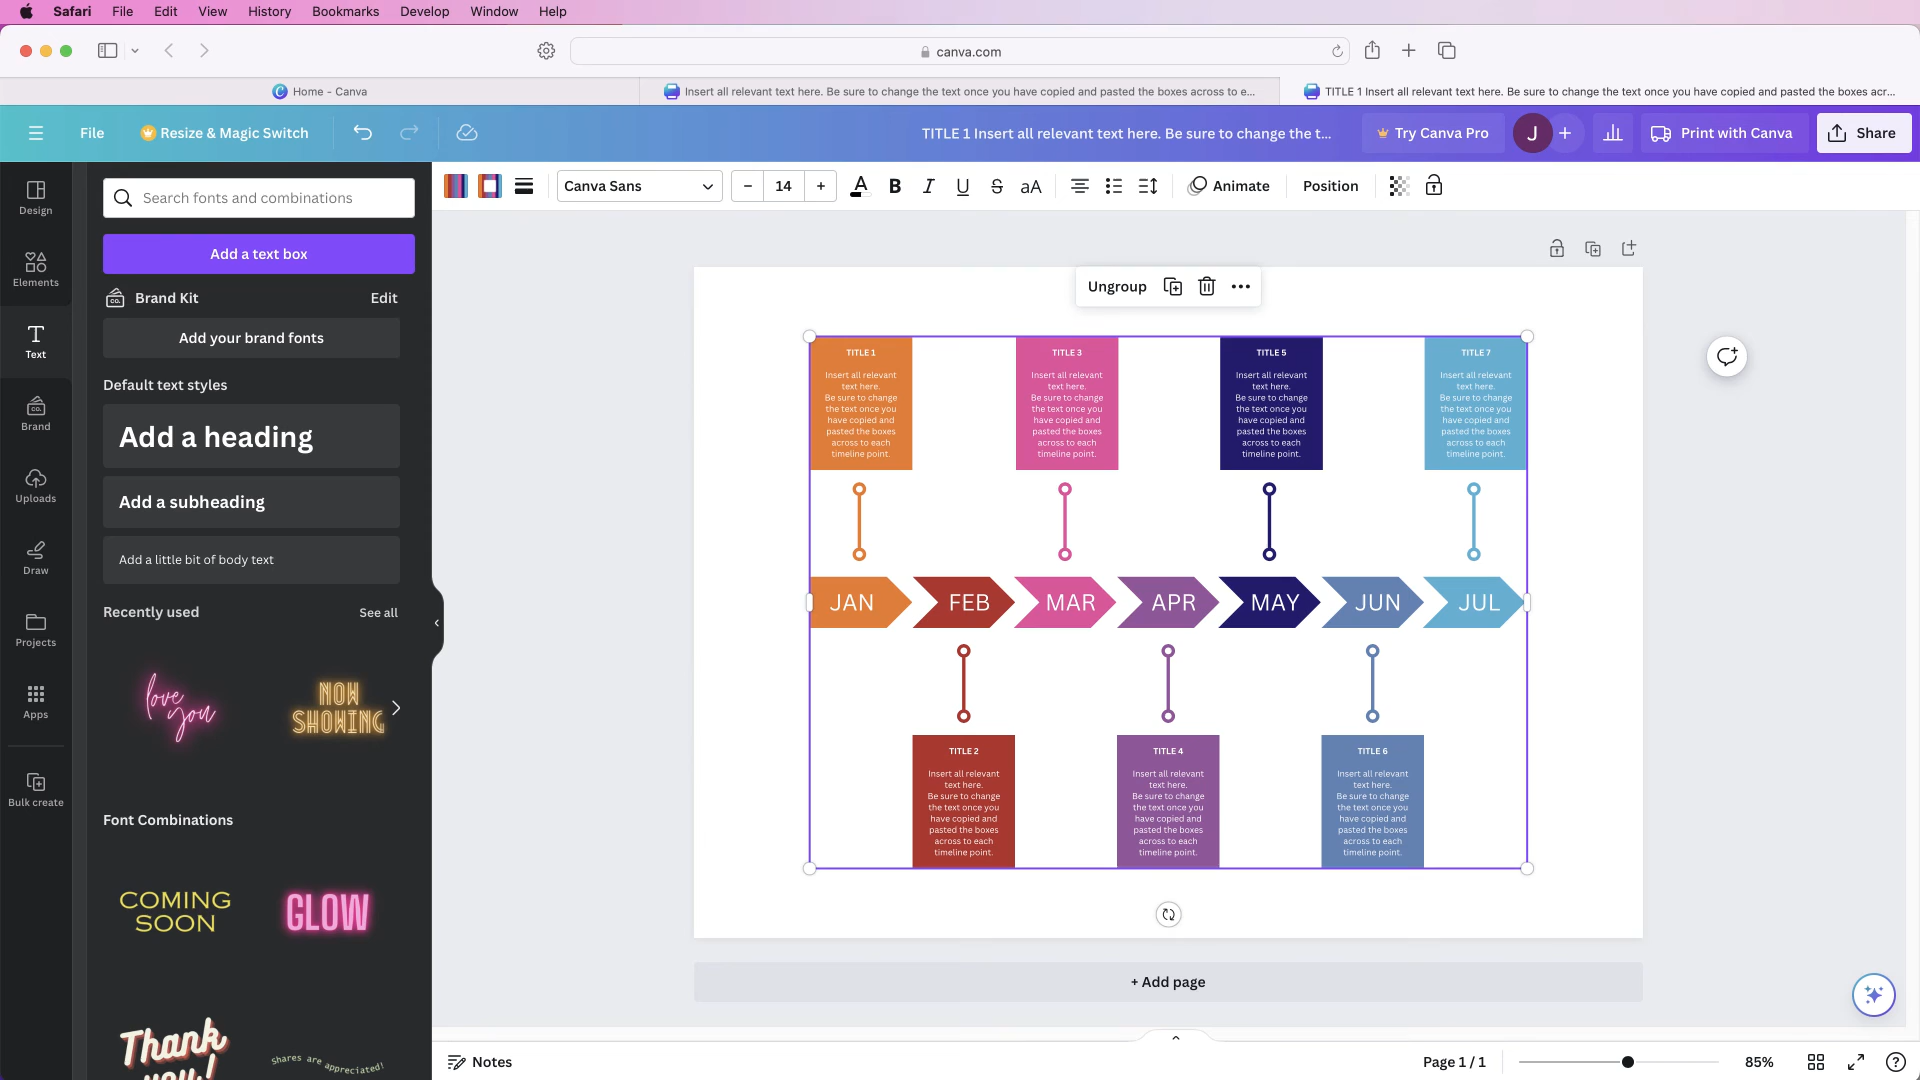 Safari File Edit View History Bookmarks Develop Window Help
canva.com
Home - Canva
Insert all relevant text here. Be sure to change the text once you have copied and pasted the boxes across to e...
TITLE 1 Insert all relevant text here. Be sure to change the text once you have copied and pasted the boxes acr...
File Resize & Magic Switch
TITLE 1 Insert all relevant text here. Be sure to change the t...
Try Canva Pro
J
Print with Canva
Share
Canva Sans
14
A B I U S aA
Animate
Position
Design
Elements
Text
Brand
Uploads
Draw
Projects
Apps
Bulk create
Search fonts and combinations
Add a text box
Brand Kit
Edit
Add your brand fonts
Default text styles
Add a heading
Add a subheading
Add a little bit of body text
Recently used
See all
love
you
NOW
SHOWING
Font Combinations
COMING
SOON
GLOW
Thank
you!
shares are appreciated!
Ungroup
TITLE 1
Insert all relevant
text here.
Be sure to change
the text once you
have copied and
pasted the boxes
across to each
timeline point.
TITLE 3
Insert all relevant
text here.
Be sure to change
the text once you
have copied and
pasted the boxes
across to each
timeline point.
TITLE 5
Insert all relevant
text here.
Be sure to change
the text once you
have copied and
pasted the boxes
across to each
timeline point.
TITLE 7
Insert all relevant
text here.
Be sure to change
the text once you
have copied and
pasted the boxes
across to each
timeline point.
JAN FEB MAR APR MAY JUN JUL
TITLE 2
Insert all relevant
text here.
Be sure to change
the text once you
have copied and
pasted the boxes
across to each
timeline point.
TITLE 4
Insert all relevant
text here.
Be sure to change
the text once you
have copied and
pasted the boxes
across to each
timeline point.
TITLE 6
Insert all relevant
text here.
Be sure to change
the text once you
have copied and
pasted the boxes
across to each
timeline point.
+ Add page
Notes
Page 1 / 1
85%